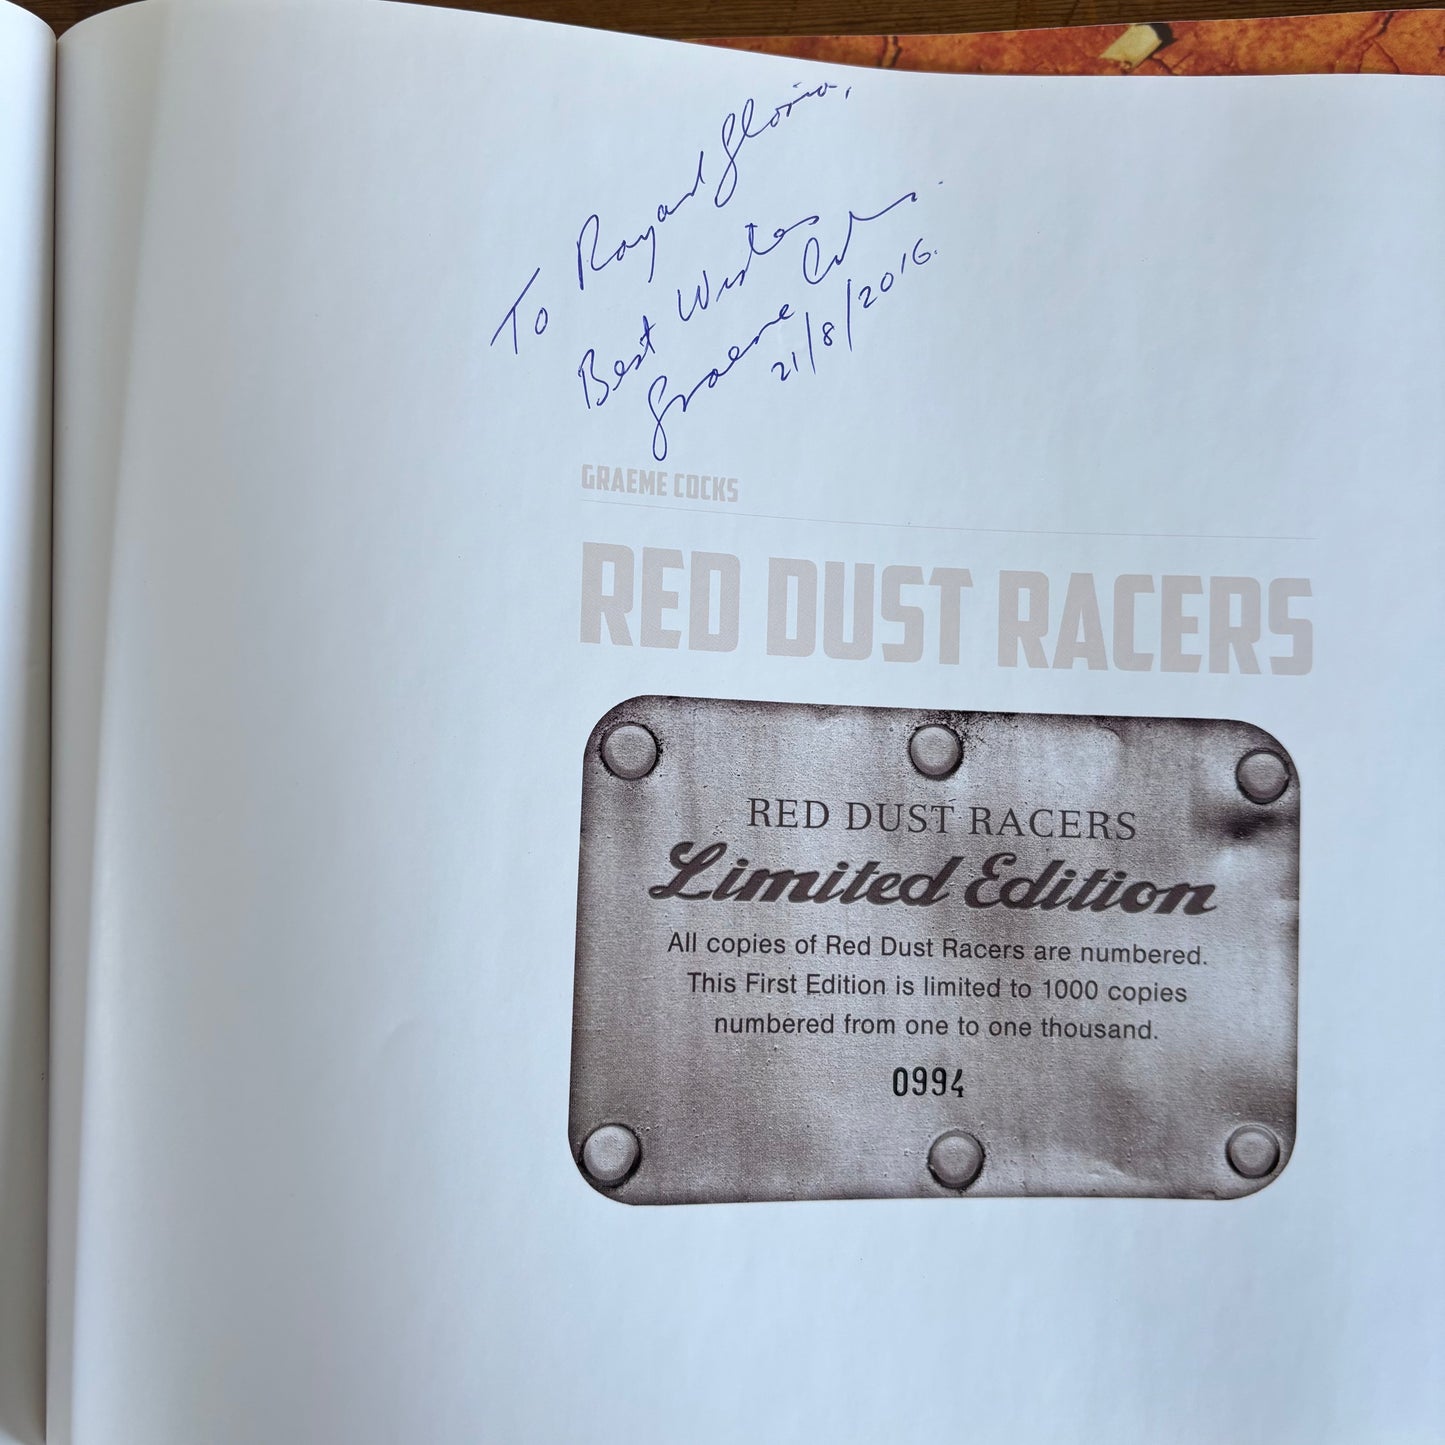 To Ray and Gloria,
Best Wishes
Graeme Cocks.
21/8/2016.
GRAEME COCKS
RED DUST RACERS
RED DUST RACERS
Limited Edition
All copies of Red Dust Racers are numbered.
This First Edition is limited to 1000 copies
numbered from one to one thousand.
0994